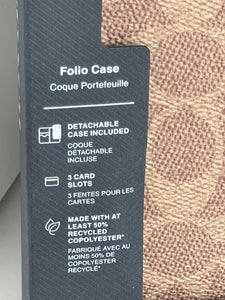 Folio Case
Coque Portefeuille
DETACHABLE
CASE INCLUDED
COQUE
DÉTACHABLE
INCLUSE
3 CARD
SLOTS
3 FENTES POUR LES
CARTES
MADE WITH AT
LEAST 50%
RECYCLED
COPOLYESTER*
FABRIQUÉ AVEC AU
MOINS 50% DE
COPOLYESTER
RECYCLÉ*